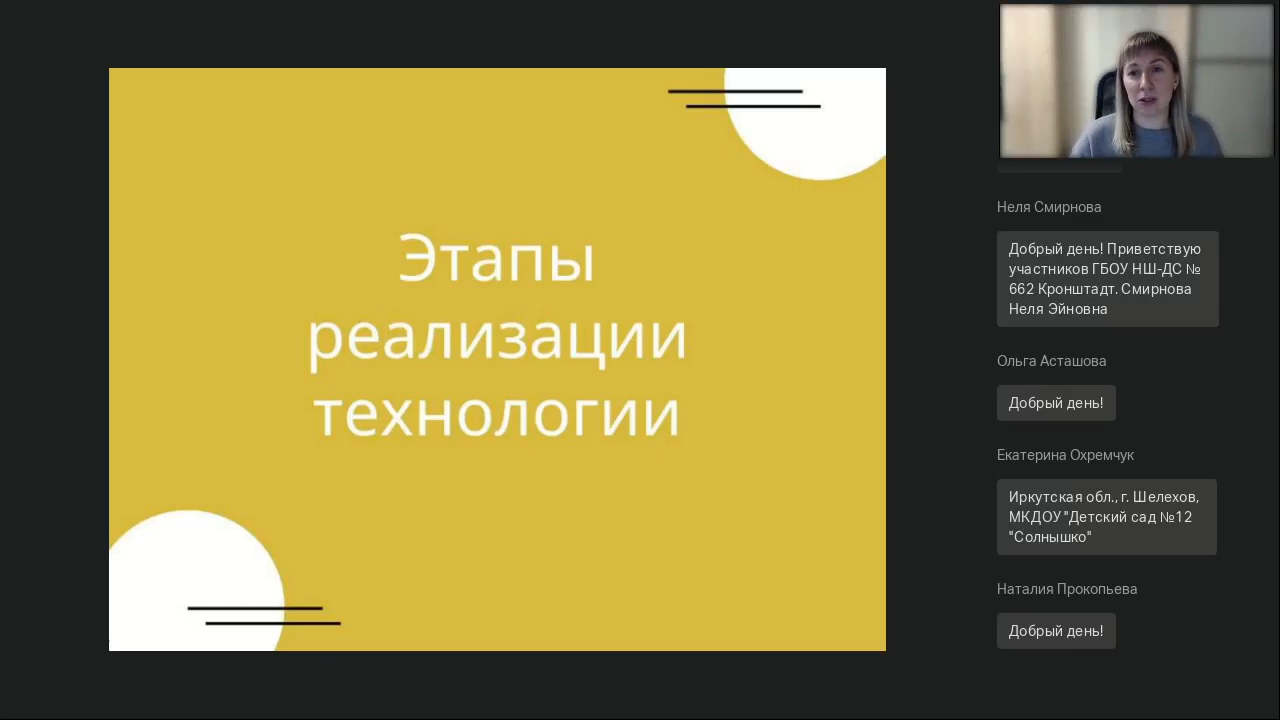 Этапы
реализации
технологии
Неля Смирнова
Добрый день! Приветствую
участников ГБОУ НШ-ДС №
662 Кронштадт. Смирнова
Неля Эйновна
Ольга Асташова
Добрый день!
Екатерина Охремчук
Иркутская обл., г. Шелехов,
МКДОУ "Детский сад №12
"Солнышко"
Наталия Прокопьева
Добрый день!